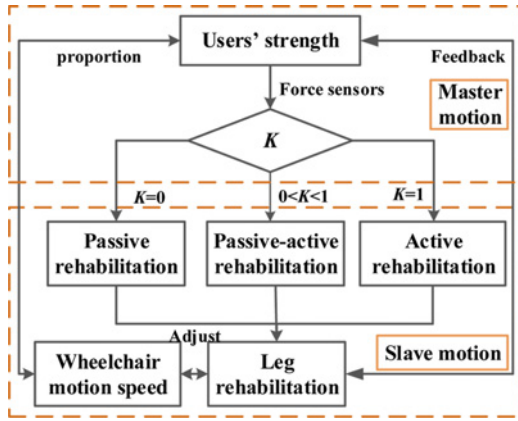 Users' strength
proportion
Feedback
Force sensors
Master
motion
K
K=0
0<K<1
K=1
Passive
rehabilitation
Passive-active
rehabilitation
Active
rehabilitation
Adjust
Wheelchair
motion speed
Leg
rehabilitation
Slave motion